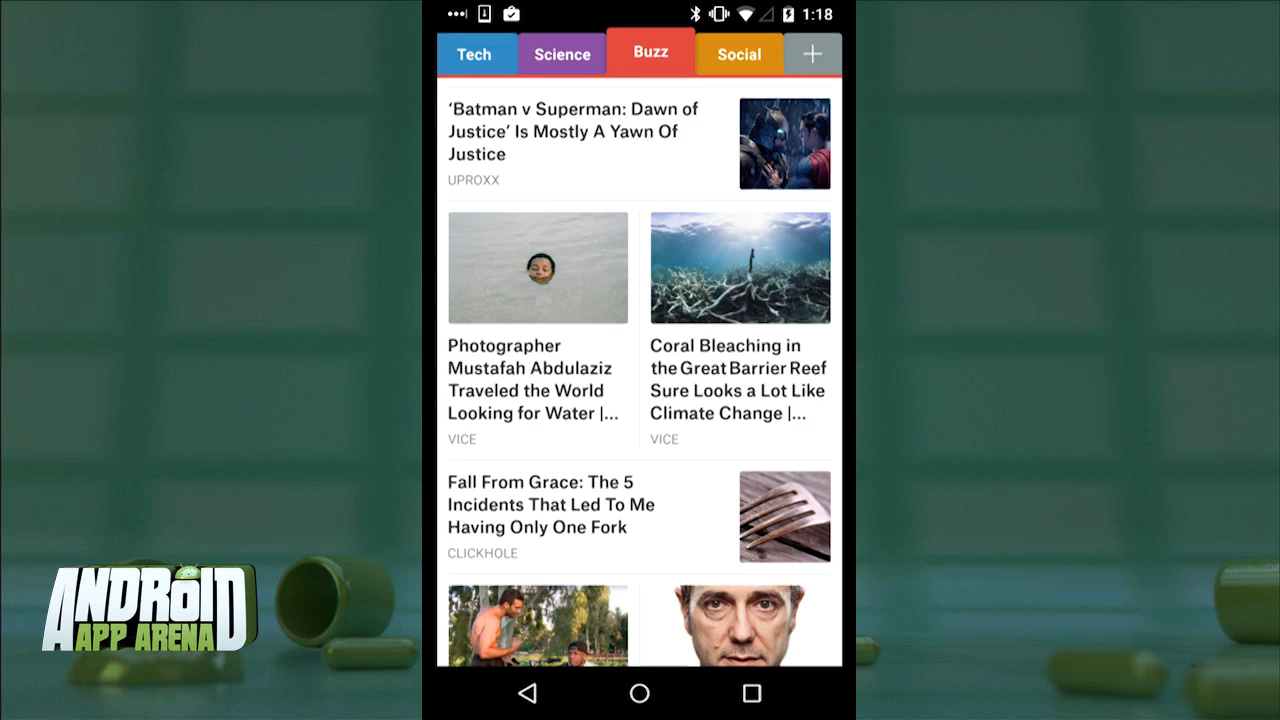 1:18
Tech
Science
Buzz
Social
‘Batman v Superman: Dawn of
Justice’ Is Mostly A Yawn Of
Justice
UPROXX
Photographer
Mustafah Abdulaziz
Traveled the World
Looking for Water |...
VICE
Coral Bleaching in
the Great Barrier Reef
Sure Looks a Lot Like
Climate Change |...
VICE
Fall From Grace: The 5
Incidents That Led To Me
Having Only One Fork
CLICKHOLE
ANDROID
APP ARENA